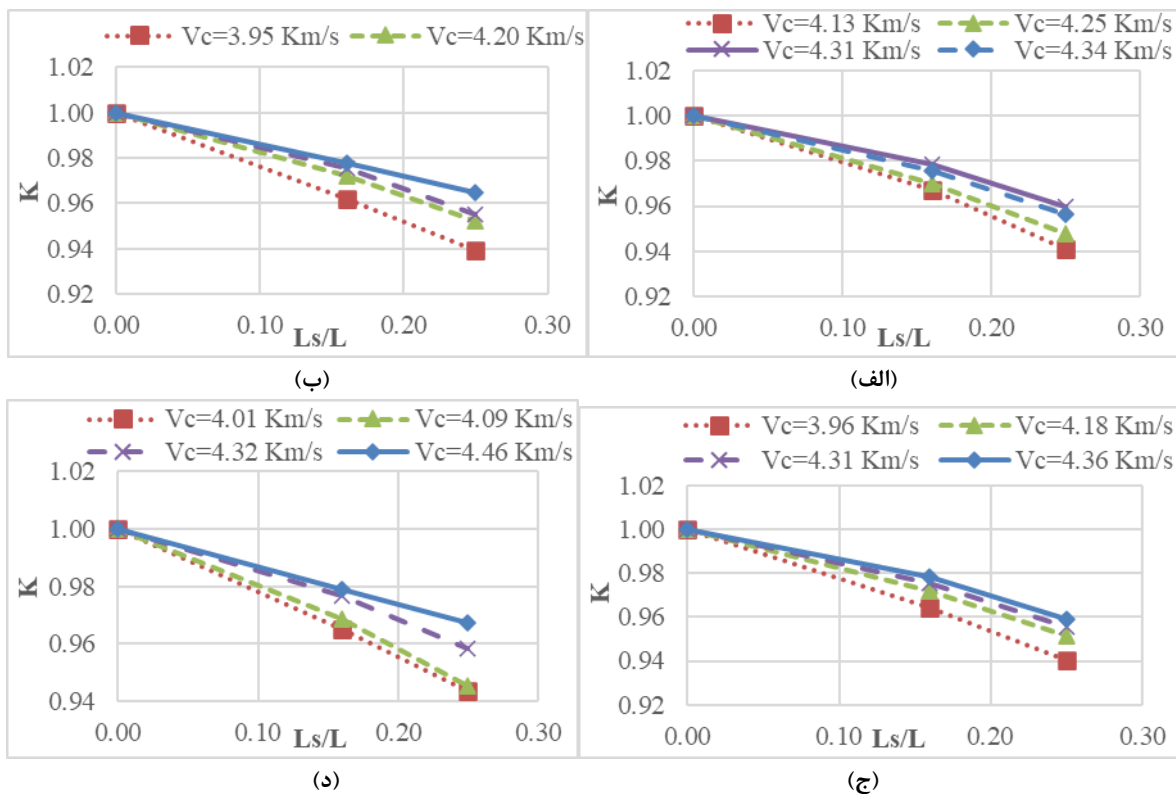 Vc=3.95 Km/s Vc=4.20 Km/s
1.02
1.00
0.98
0.96
0.94
0.92
K
0.00 0.10 0.20 0.30
Ls/L
(ب)
Vc=4.13 Km/s Vc=4.25 Km/s
Vc=4.31 Km/s Vc=4.34 Km/s
1.02
1.00
0.98
0.96
0.94
0.92
K
0.00 0.10 0.20 0.30
Ls/L
(الف)
Vc=4.01 Km/s Vc=4.09 Km/s
Vc=4.32 Km/s Vc=4.46 Km/s
1.02
1.00
0.98
0.96
0.94
K
0.00 0.10 0.20 0.30
Ls/L
(د)
Vc=3.96 Km/s Vc=4.18 Km/s
Vc=4.31 Km/s Vc=4.36 Km/s
1.02
1.00
0.98
0.96
0.94
0.92
K
0.00 0.10 0.20 0.30
Ls/L
(ج)